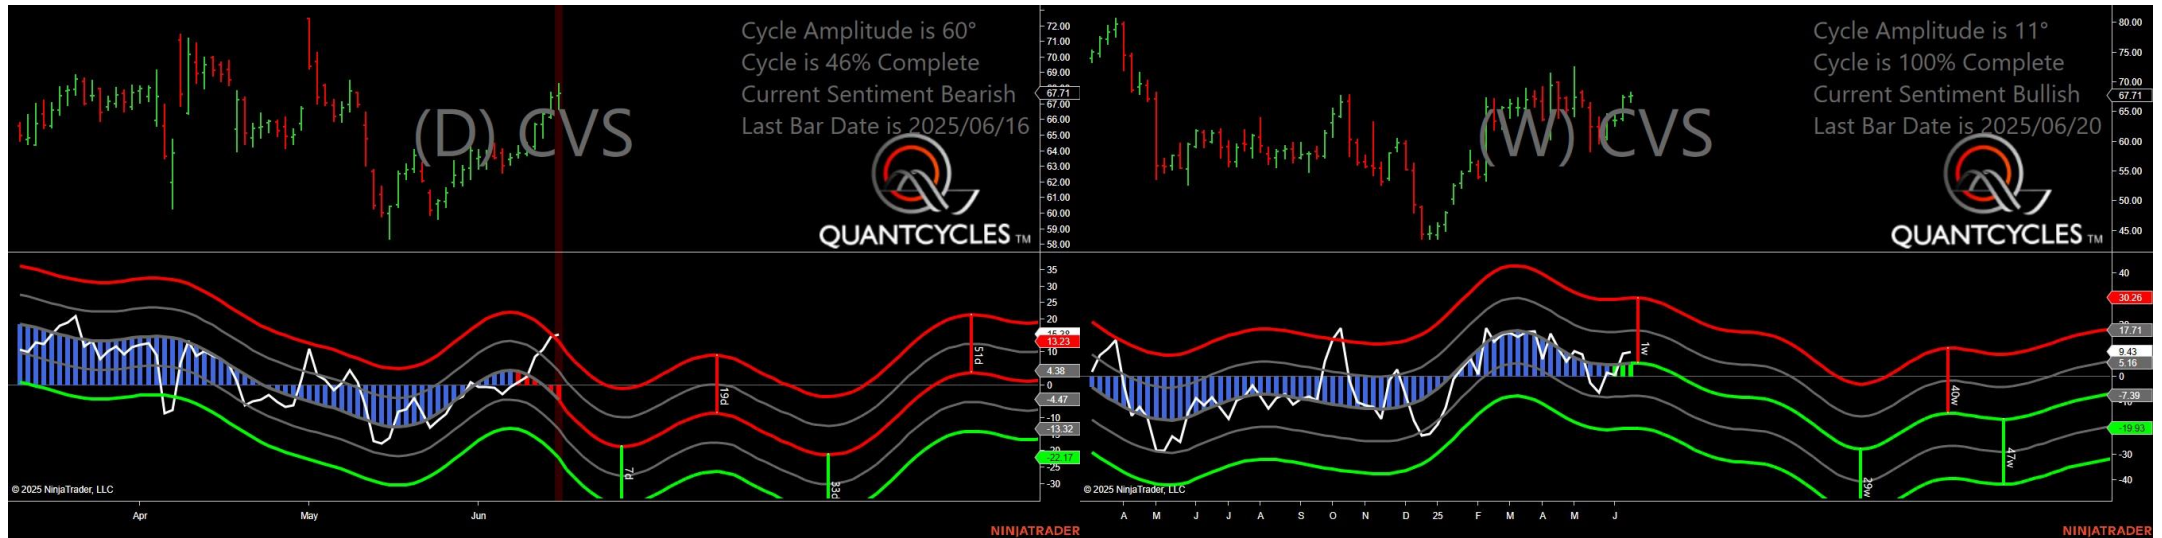 Cycle Amplitude is 60°
Cycle is 46% Complete
Current Sentiment Bearish
Last Bar Date is 2025/06/16
(D) CVS
QUANTCYCLES TM
72.00
71.00
70.00
69.00
67.71
67.00
66.00
65.00
64.00
63.00
62.00
61.00
60.00
59.00
58.00
35
30
25
20
15.38
13.23
10
4.38
0
-4.47
-10
-13.32
-22.17
-25
-30
7d
19d
33d
51d
© 2025 NinjaTrader, LLC
Apr May Jun
NINJATRADER
Cycle Amplitude is 11°
Cycle is 100% Complete
Current Sentiment Bullish
Last Bar Date is 2025/06/20
(W) CVS
QUANTCYCLES TM
80.00
75.00
70.00
67.71
65.00
60.00
55.00
50.00
45.00
40
30.26
17.71
9.43
5.16
0
-7.39
-19.93
-30
-40
1w
29w
40w
47w
© 2025 NinjaTrader, LLC
A M J J A S O N D 25 F M A M J
NINJATRADER